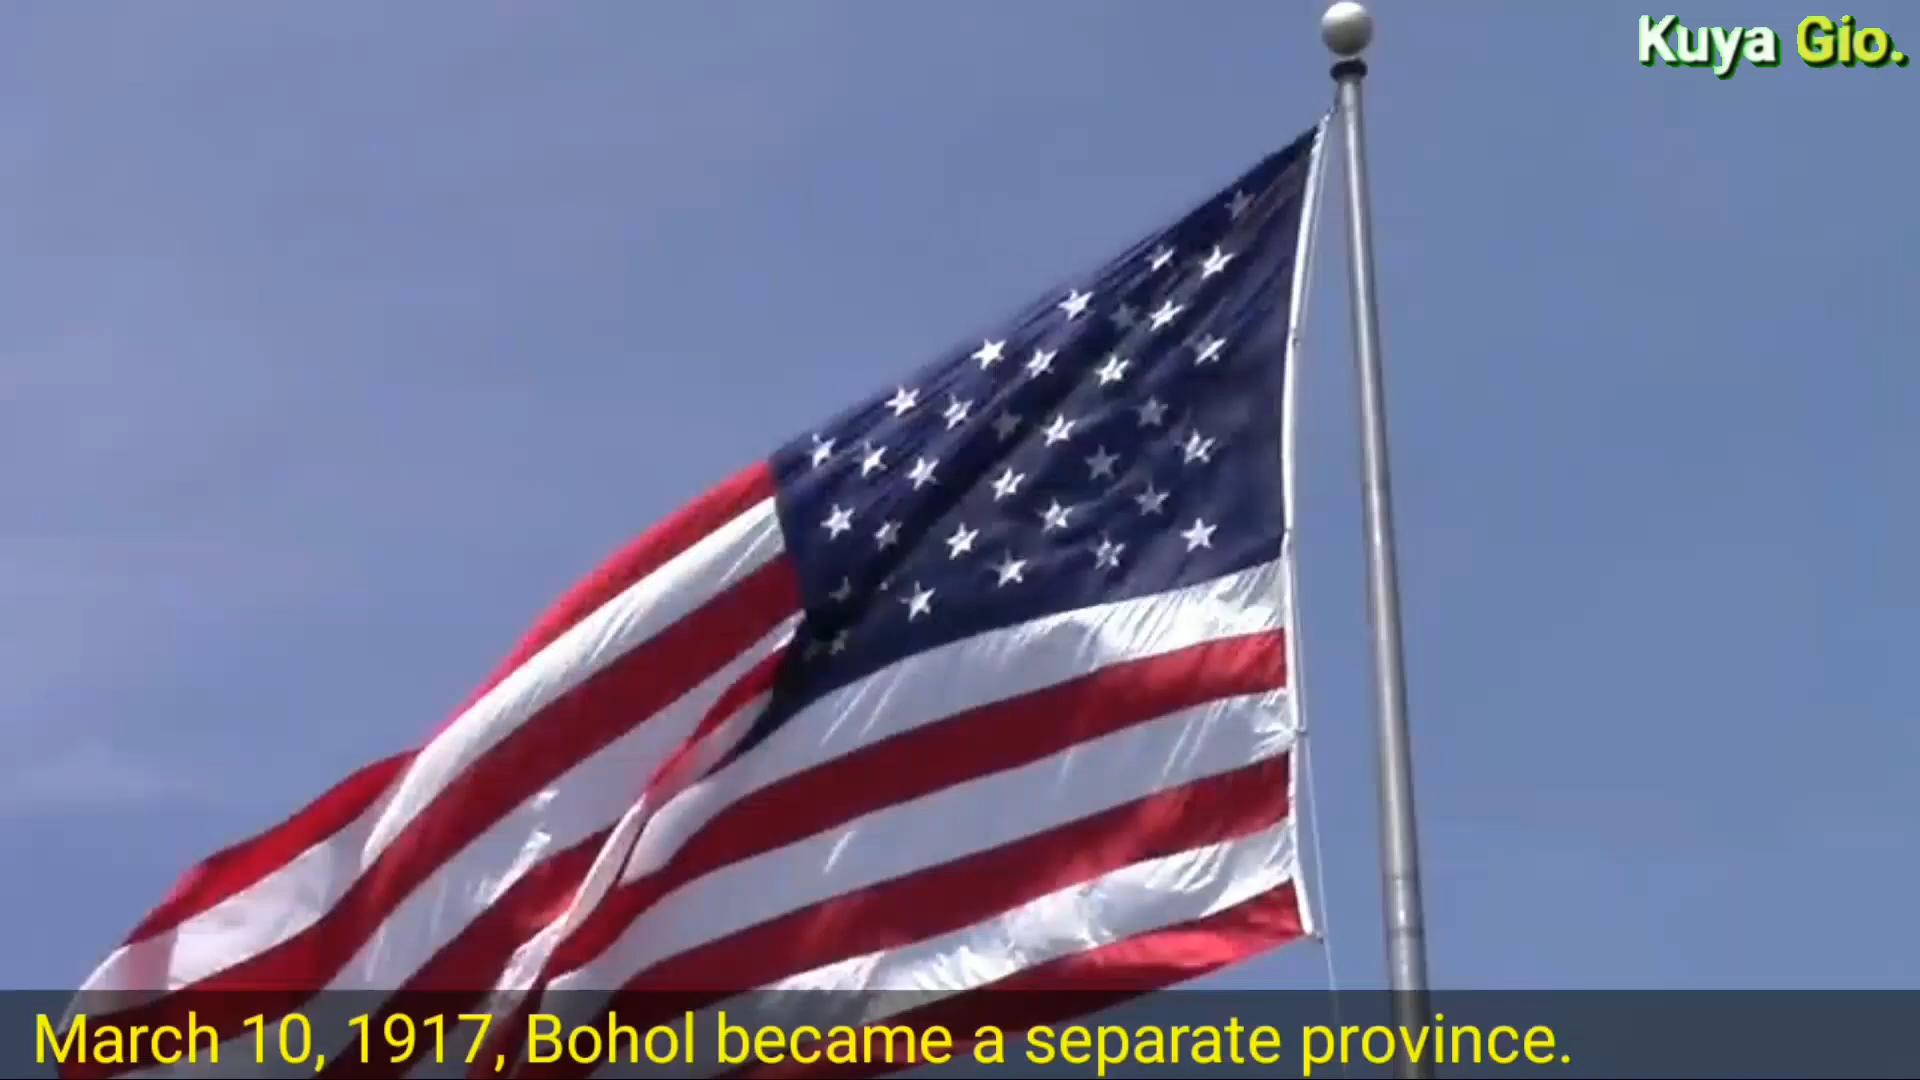 Kuya Gio.
March 10, 1917, Bohol became a separate province.